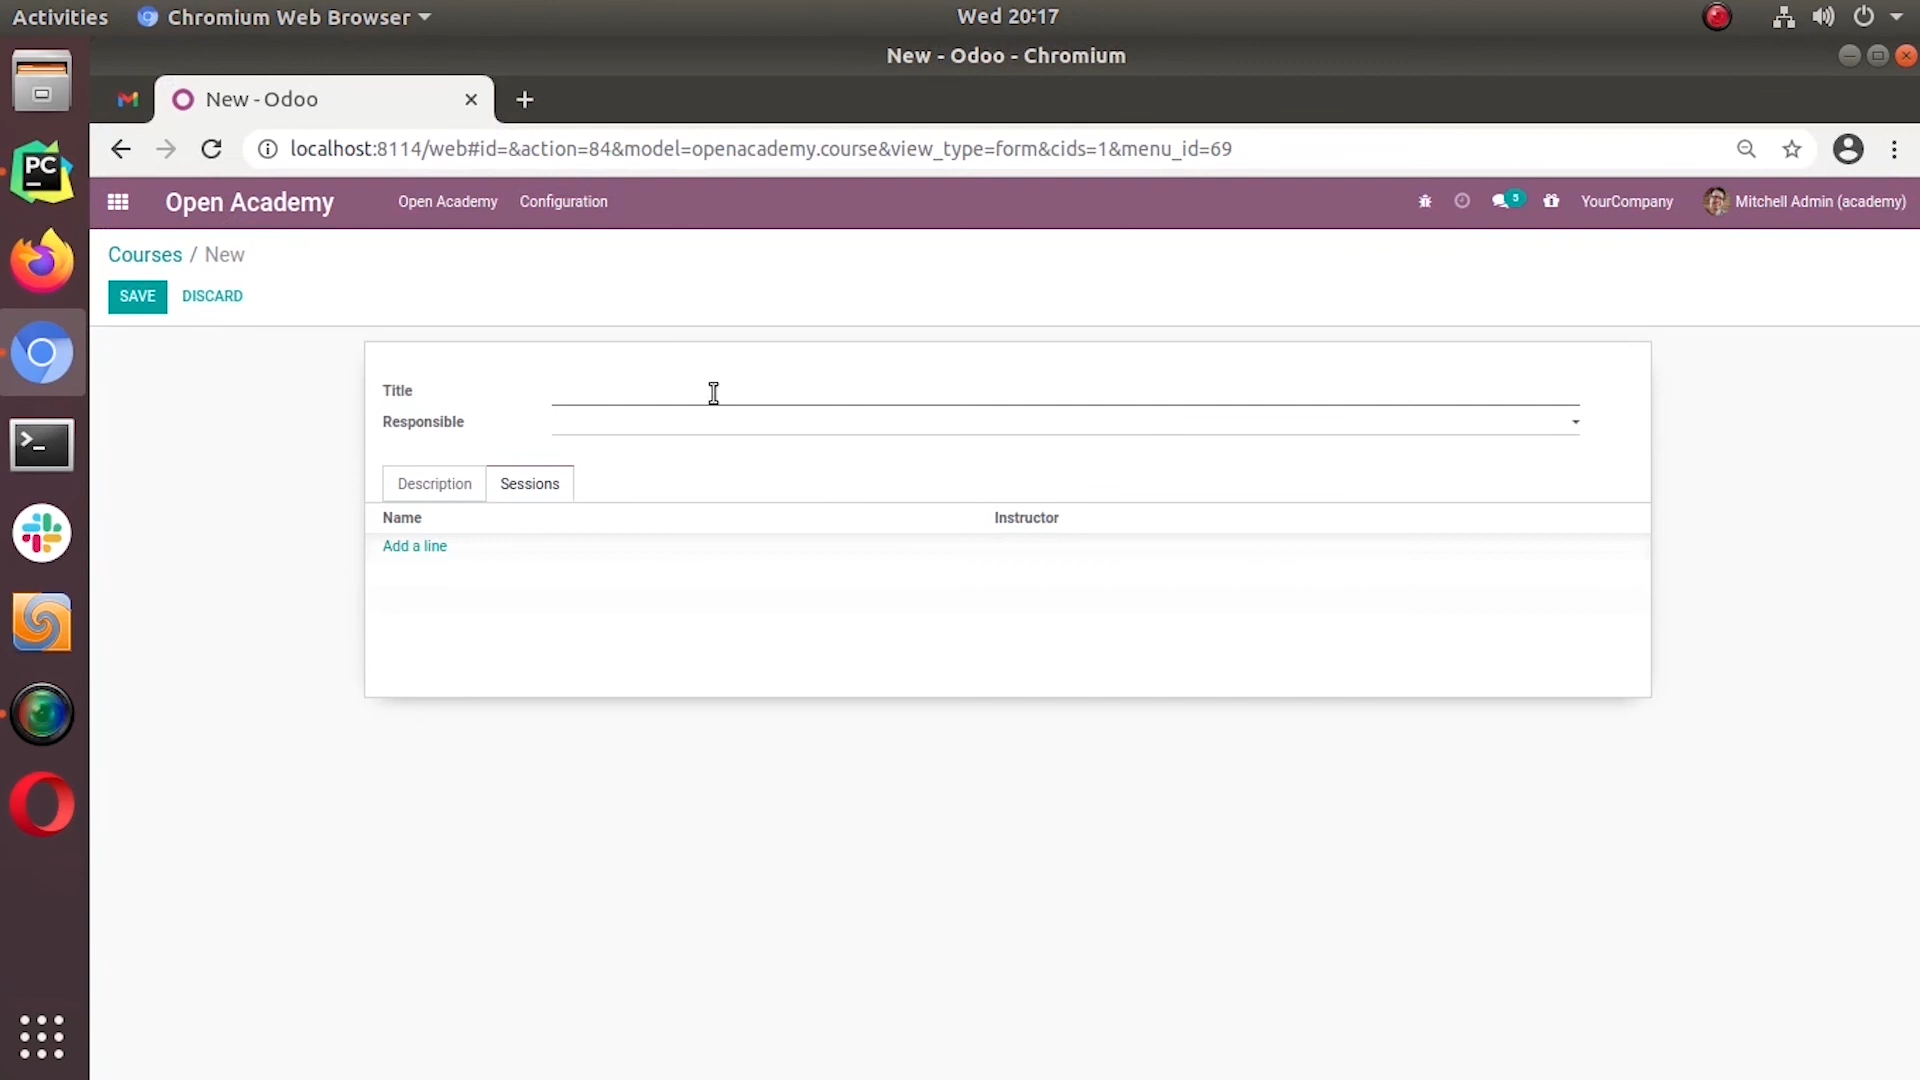 Activities
Chromium Web Browser
Wed 20:17
New - Odoo - Chromium
New - Odoo
localhost:8114/web#id=&action=84&model=openacademy.course&view_type=form&cids=1&menu_id=69
Open Academy
Open Academy
Configuration
5
YourCompany
Mitchell Admin (academy)
Courses / New
SAVE
DISCARD
Title
Responsible
Description
Sessions
Name
Instructor
Add a line
PC